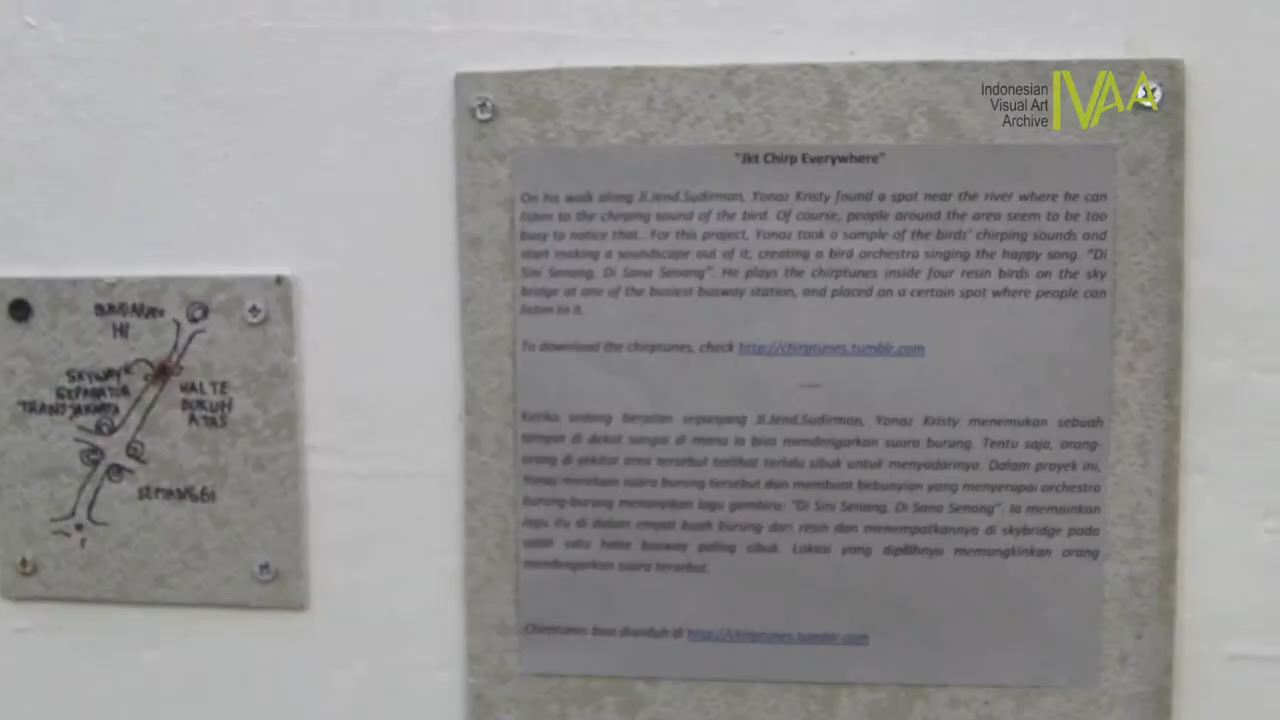 Indonesian
Visual Art
Archive
IVAA
"Jkt Chirp Everywhere"
On his walk along Jl.Jend.Sudirman, Yonaz Kristy found a spot near the river where he can
listen to the chirping sound of the bird. Of course, people around the area seem to be too
busy to notice that. For this project, Yonaz took a sample of the birds' chirping sounds and
start making a soundscape out of it, creating a bird orchestra singing the happy song. "Di
Sini Senang, Di Sana Senang". He plays the chirptunes inside four resin birds on the sky
bridge at one of the busiest busway station, and placed on a certain spot where people can
listen to it.
To download the chirptunes, check http://chirptunes.tumblr.com
Ketika sedang berjalan sepanjang Jl.Jend.Sudirman, Yonaz Kristy menemukan sebuah
tempat di dekat sungai di mana ia bisa mendengarkan suara burung. Tentu saja, orang-
orang di sekitar area tersebut terlihat terlalu sibuk untuk menyadarinya. Dalam proyek ini,
Yonaz merekam suara burung tersebut dan membuat bebunyian yang menyerupai orchestra
burung-burung menyanyikan lagu gembira: "Di Sini Senang, Di Sana Senang". Ia memainkan
lagu itu di dalam empat buah burung dari resin dan menempatkannya di skybridge pada
salah satu halte busway paling sibuk. Lokasi yang dipilihnya memungkinkan orang
mendengarkan suara tersebut.
Chirptunes bisa diunduh di http://chirptunes.tumblr.com
BUNDARAN
HI
SKYWAY
SEPARATOR
TRANSJAKARTA
HALTE
DUKUH
ATAS
SEMANGGI